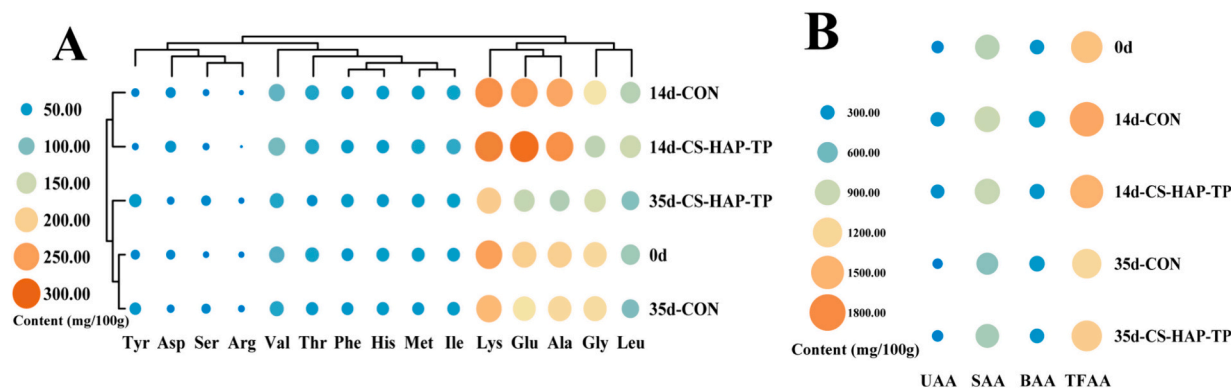 A
50.00
100.00
150.00
200.00
250.00
300.00
Content (mg/100g)
14d-CON
14d-CS-HAP-TP
35d-CS-HAP-TP
0d
35d-CON
Tyr Asp Ser Arg Val Thr Phe His Met Ile Lys Glu Ala Gly Leu
B
300.00
600.00
900.00
1200.00
1500.00
1800.00
Content (mg/100g)
0d
14d-CON
14d-CS-HAP-TP
35d-CON
35d-CS-HAP-TP
UAA SAA BAA TFAA